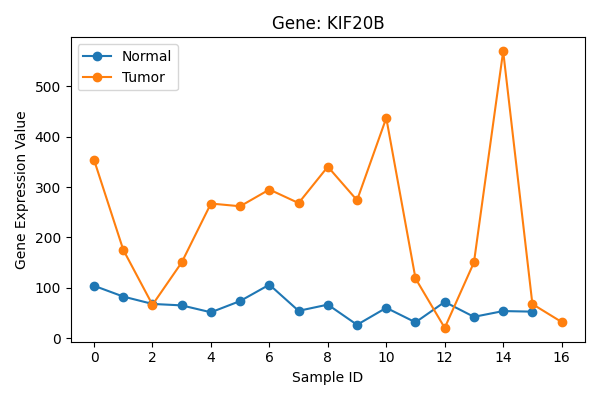 Gene: KIF20B
Normal
Tumor
Gene Expression Value
500
400
300
200
100
0
0 2 4 6 8 10 12 14 16
Sample ID